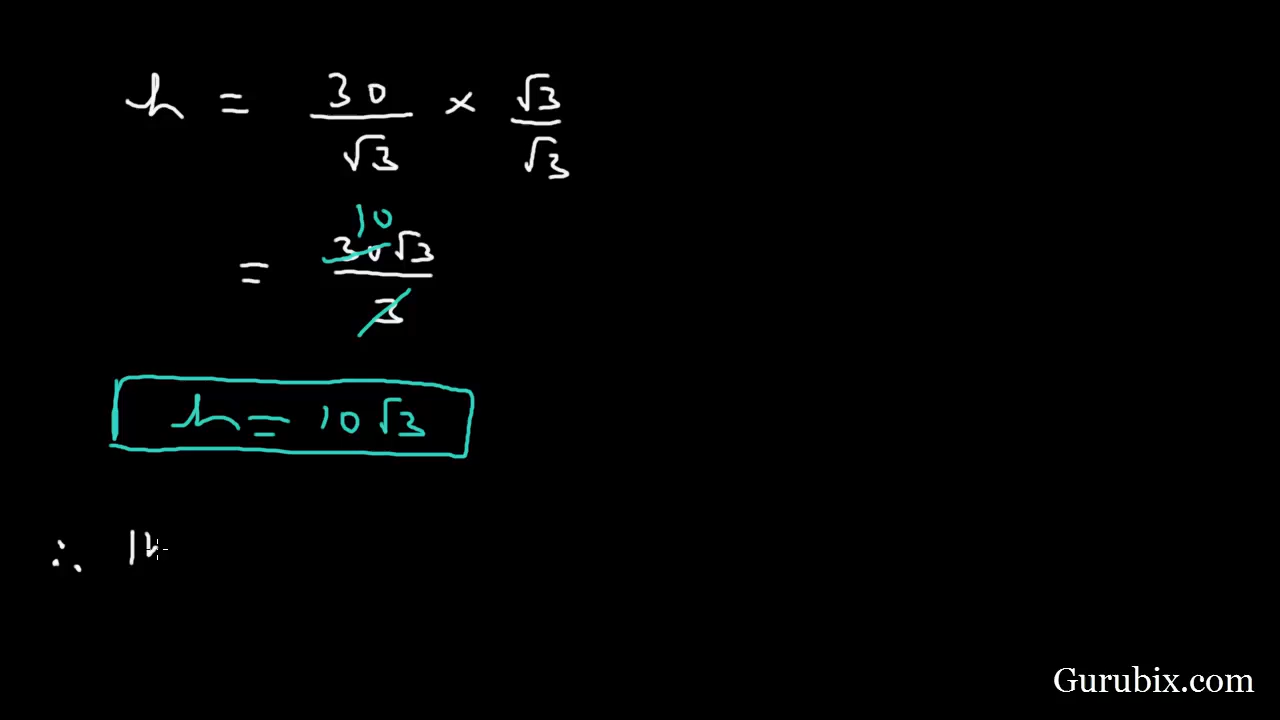 h = 30/√3 × √3/√3
= 10 30√3/3
h = 10√3
∴
Gurubix.com